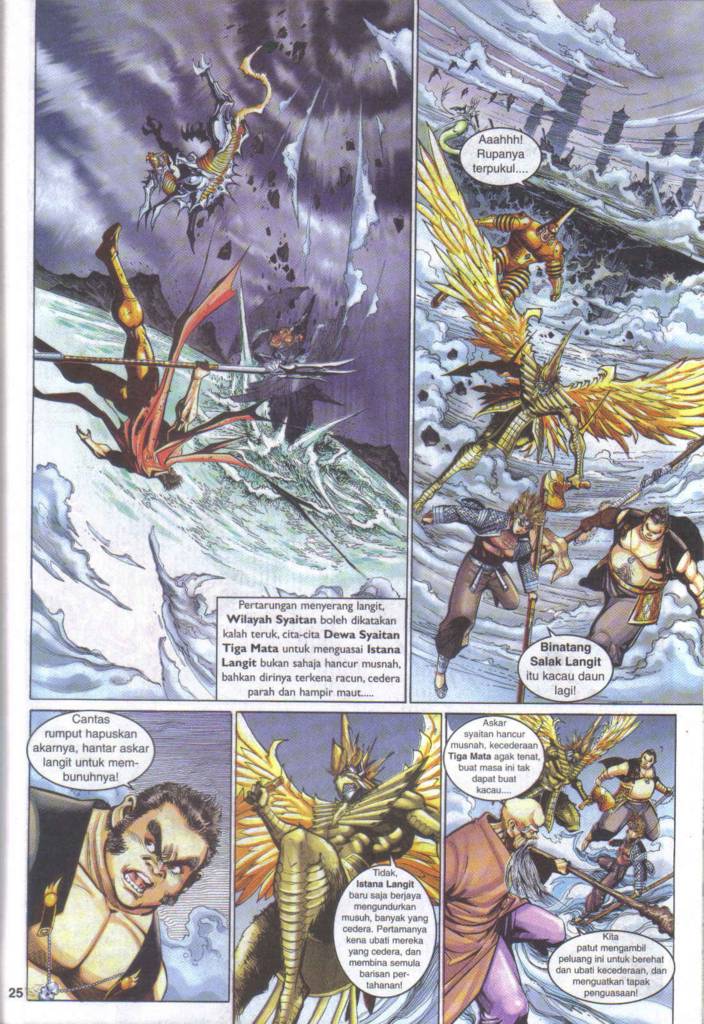 Pertarungan menyerang langit,
Wilayah Syaitan boleh dikatakan
kalah teruk, cita-cita Dewa Syaitan
Tiga Mata untuk menguasai Istana
Langit bukan sahaja hancur musnah,
bahkan dirinya terkena racun, cedera
parah dan hampir maut.....
Aaahhh!
Rupanya
terpukul....
Binatang
Salak Langit
itu kacau daun
lagi!
Cantas
rumput hapuskan
akarnya, hantar askar
langit untuk mem-
bunuhnya!
Tidak,
Istana Langit
baru saja berjaya
mengundurkan
musuh, banyak yang
cedera. Pertamanya
kena ubati mereka
yang cedera, dan
membina semula
barisan per-
tahanan!
Askar
syaitan hancur
musnah, kecederaan
Tiga Mata agak tenat,
buat masa ini tak
dapat buat
kacau....
Kita
patut mengambil
peluang ini untuk berehat
dan ubati kecederaan, dan
menguatkan tapak
penguasaan!
25